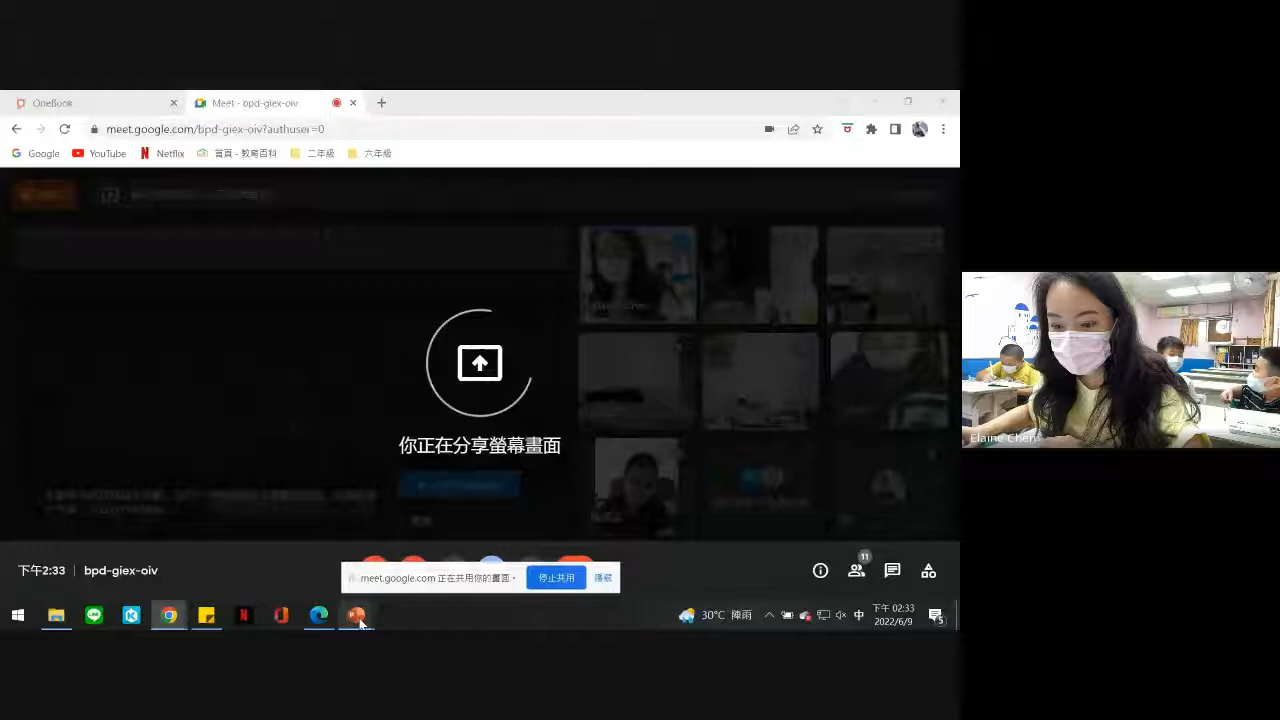 OneBook
Meet - bpd-giex-oiv
meet.google.com/bpd-giex-oiv?authuser=0
Google
YouTube
Netflix
首頁 - 教育百科
二年級
六年級
你正在分享螢幕畫面
Elaine Chen
下午2:33 | bpd-giex-oiv
meet.google.com 正在共用你的畫面。
停止共用
隱藏
11
30°C 陣雨
中
下午 02:33
2022/6/9
5